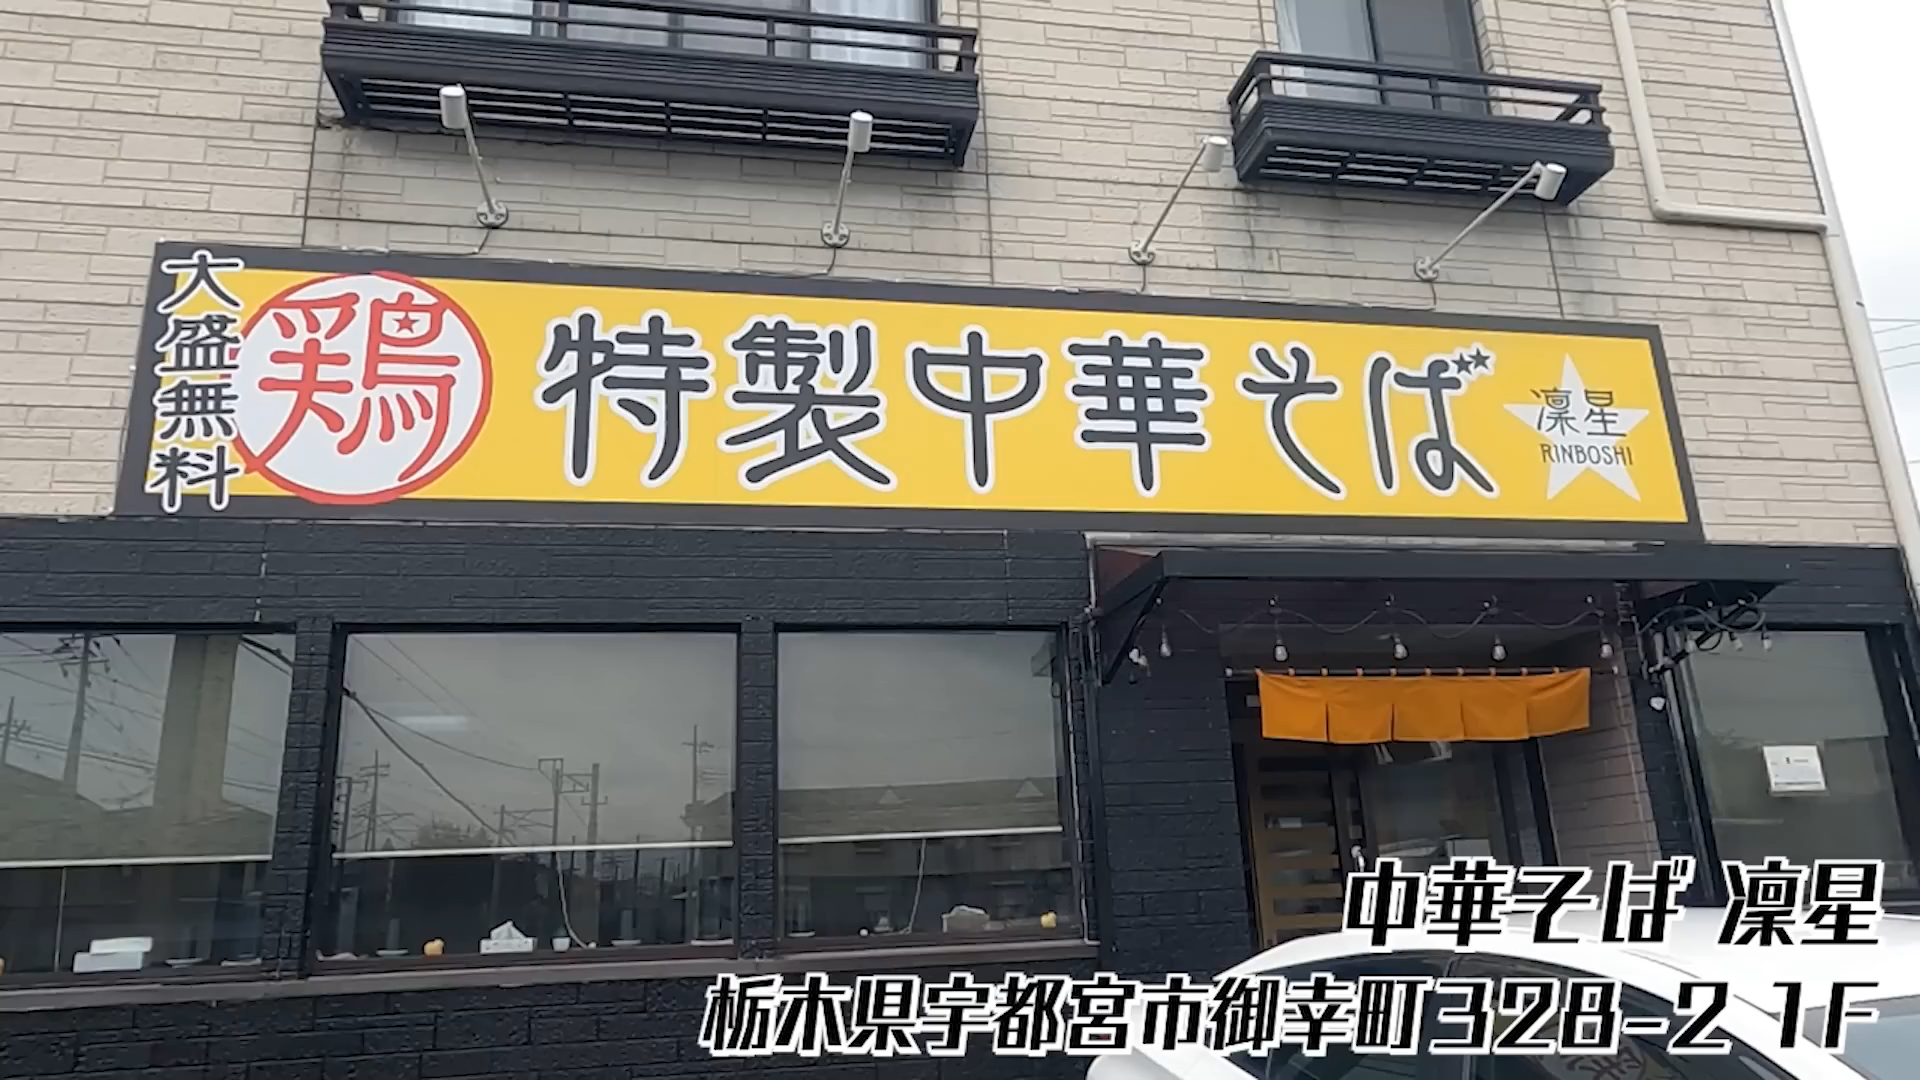 大盛無料
鶏
特製中華そば
凛星
RINBOSHI
中華そば 凛星
栃木県宇都宮市御幸町328-2 1F